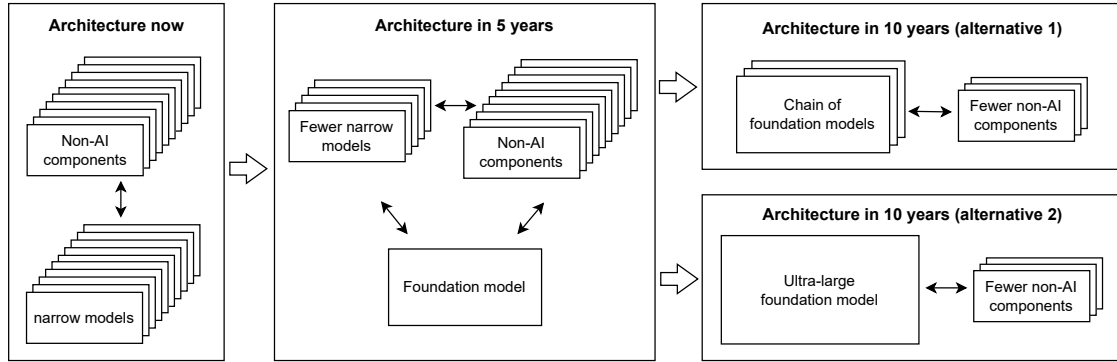 Architecture now
Non-AI
components
narrow models
Architecture in 5 years
Fewer narrow
models
Non-AI
components
Foundation model
Architecture in 10 years (alternative 1)
Chain of
foundation models
Fewer non-AI
components
Architecture in 10 years (alternative 2)
Ultra-large
foundation model
Fewer non-AI
components